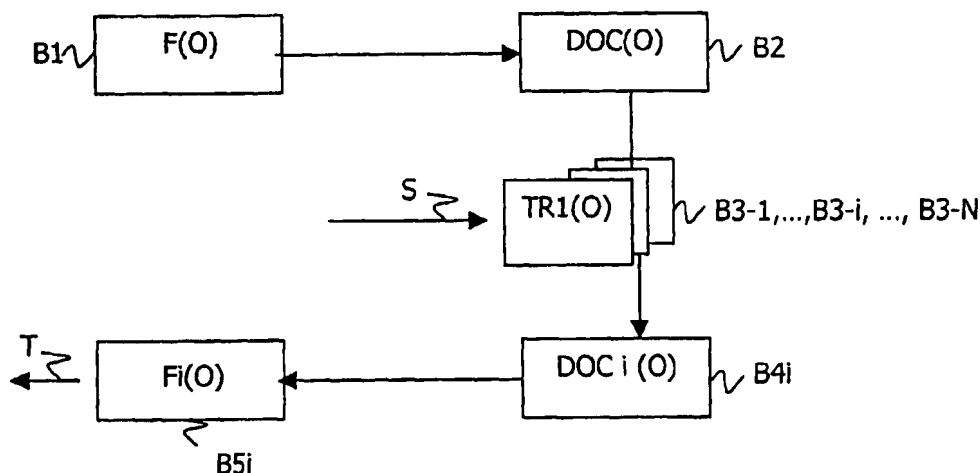 B1
F(O)
DOC(O)
B2
S
TR1(O)
B3-1,...,B3-i, ..., B3-N
T
Fi(O)
DOC i (O)
B4i
B5i